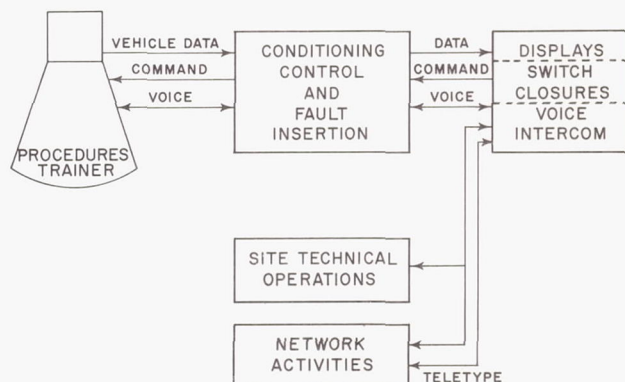 VEHICLE DATA
COMMAND
VOICE
PROCEDURES
TRAINER
CONDITIONING
CONTROL
AND
FAULT
INSERTION
DATA
COMMAND
VOICE
DISPLAYS
SWITCH
CLOSURES
VOICE
INTERCOM
SITE TECHNICAL
OPERATIONS
NETWORK
ACTIVITIES
TELETYPE